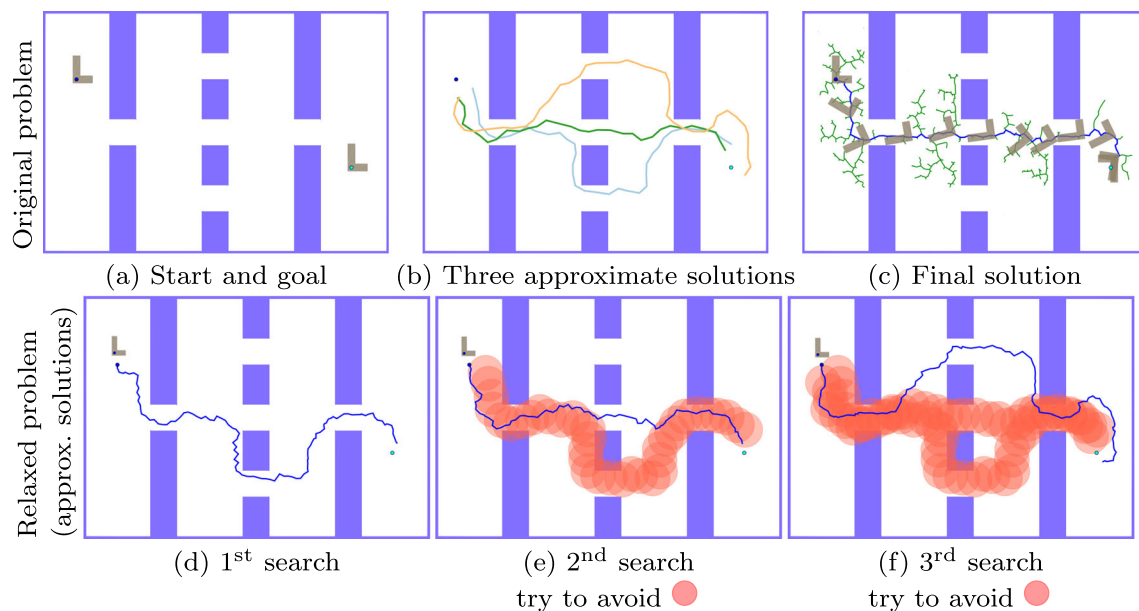 Original problem
(a) Start and goal
(b) Three approximate solutions
(c) Final solution
Relaxed problem
(approx. solutions)
(d) 1st search
(e) 2nd search
try to avoid
(f) 3rd search
try to avoid